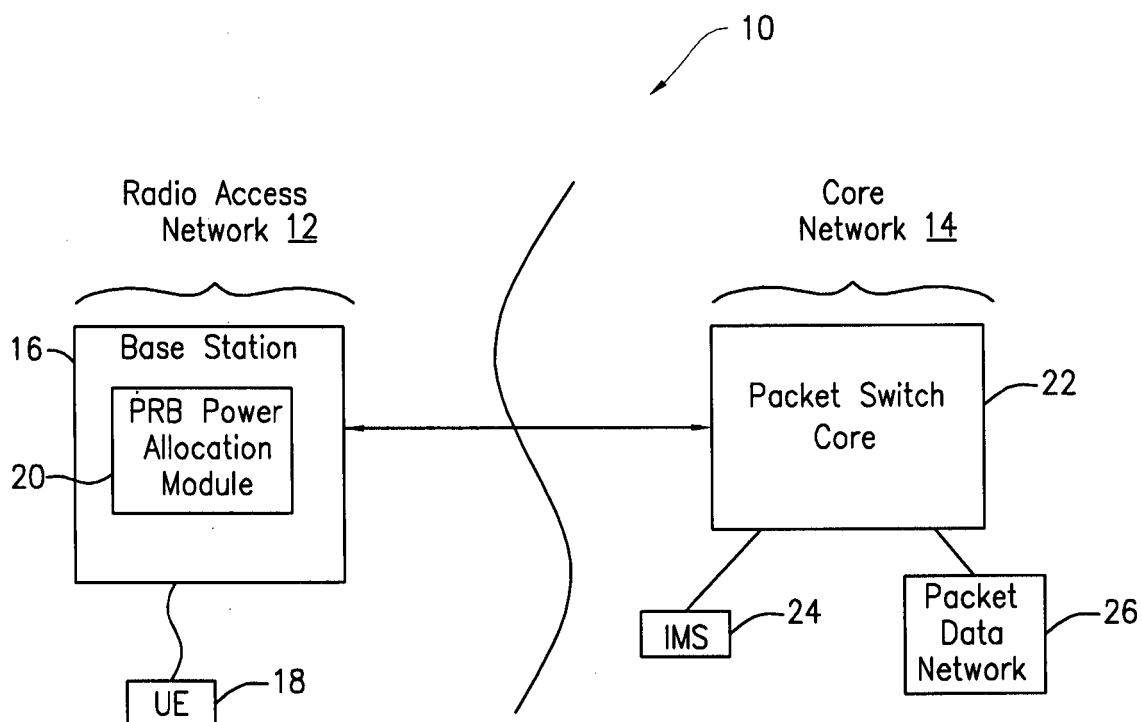 10
Radio Access
Network 12
Core
Network 14
16
Base Station
PRB Power
Allocation
Module
20
Packet Switch
Core
22
IMS
24
Packet
Data
Network
26
UE
18